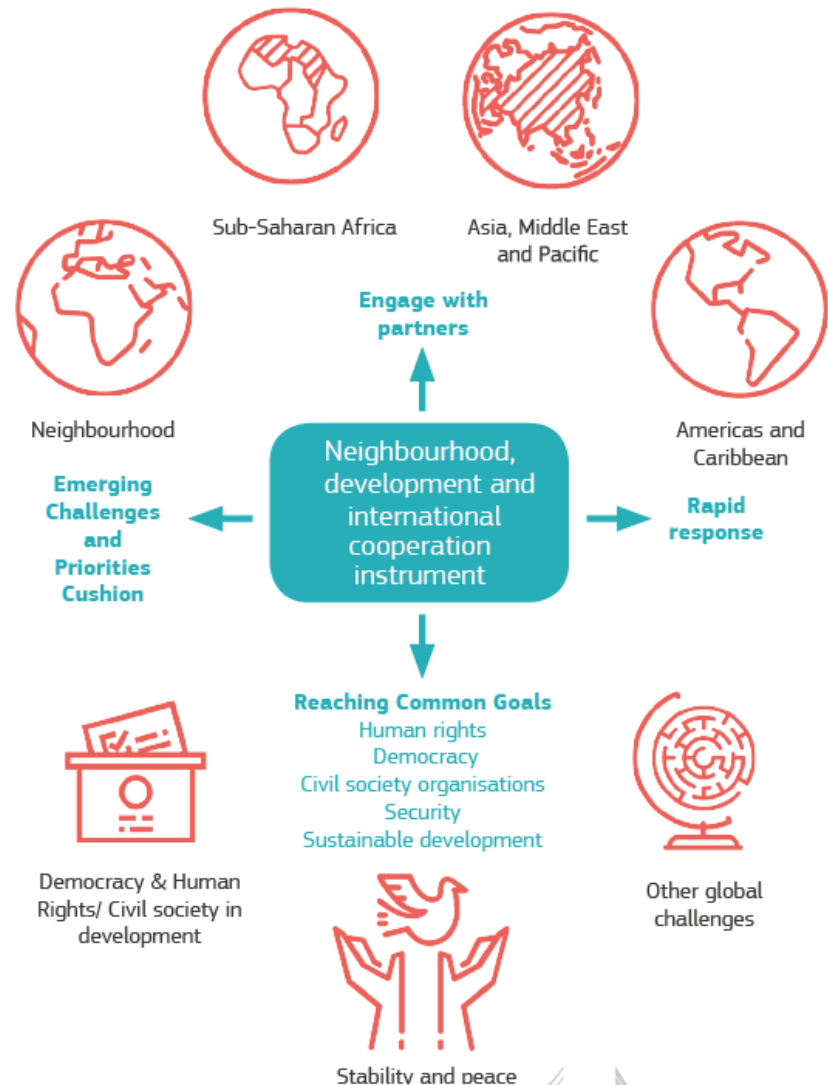 Sub-Saharan Africa
Asia, Middle East
and Pacific
Engage with
partners
Neighbourhood
Americas and
Caribbean
Emerging
Challenges
and
Priorities
Cushion
Neighbourhood,
development and
international
cooperation
instrument
Rapid
response
Reaching Common Goals
Human rights
Democracy
Civil society organisations
Security
Sustainable development
Democracy & Human
Rights/ Civil society in
development
Other global
challenges
Stability and peace